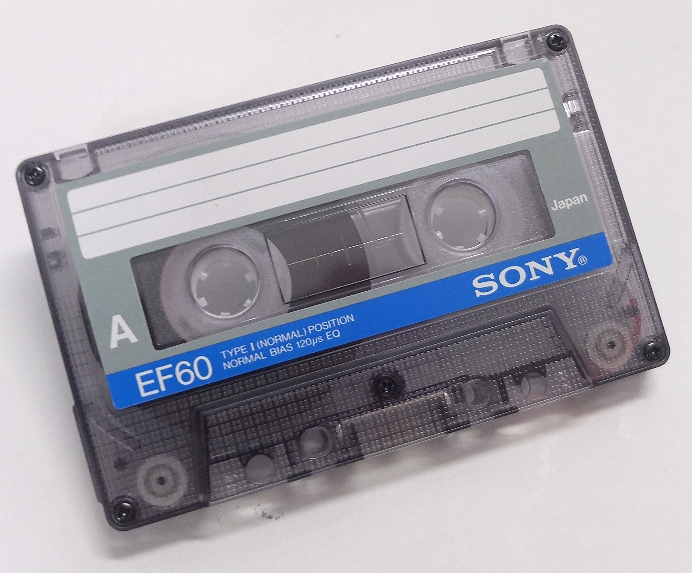 Japan
SONY®
A
EF60
TYPE I (NORMAL) POSITION
NORMAL BIAS 120μs EQ